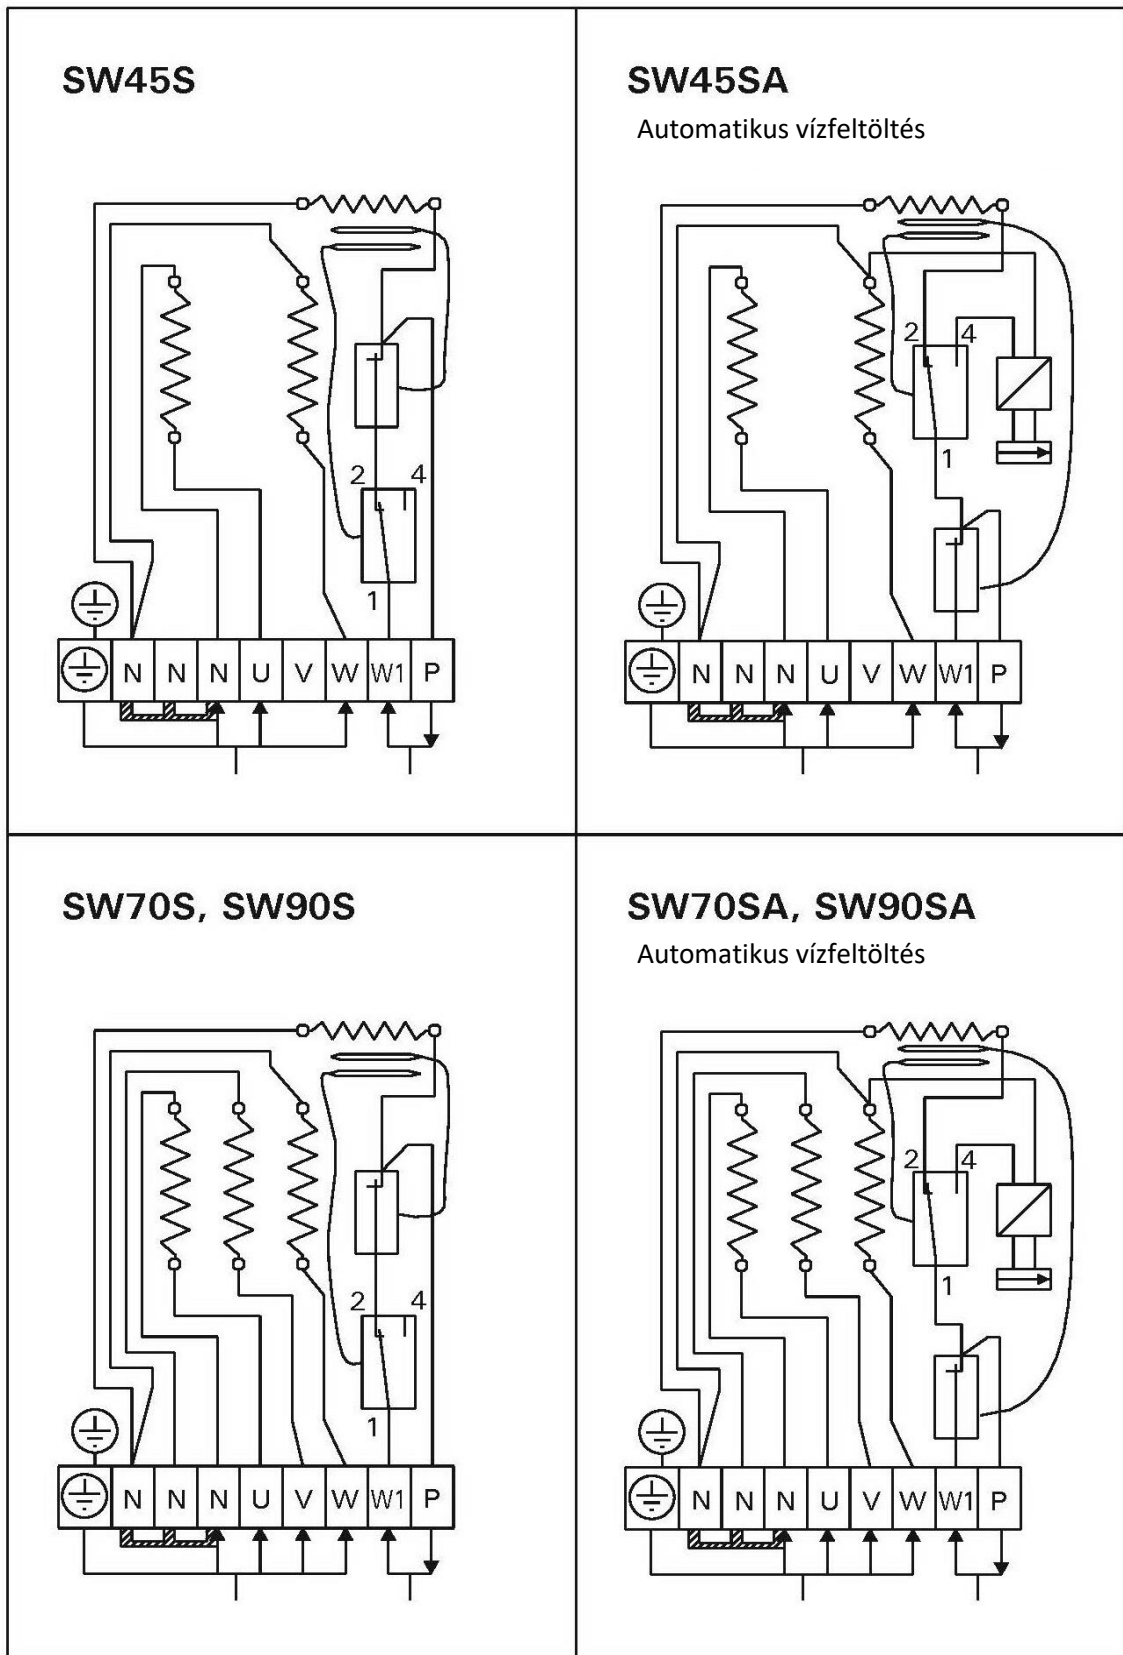 SW45S
2 4
1
N N N U V W W1 P
SW45SA
Automatikus vízfeltöltés
2 4
1
N N N U V W W1 P
SW70S, SW90S
2 4
1
N N N U V W W1 P
SW70SA, SW90SA
Automatikus vízfeltöltés
2 4
1
N N N U V W W1 P